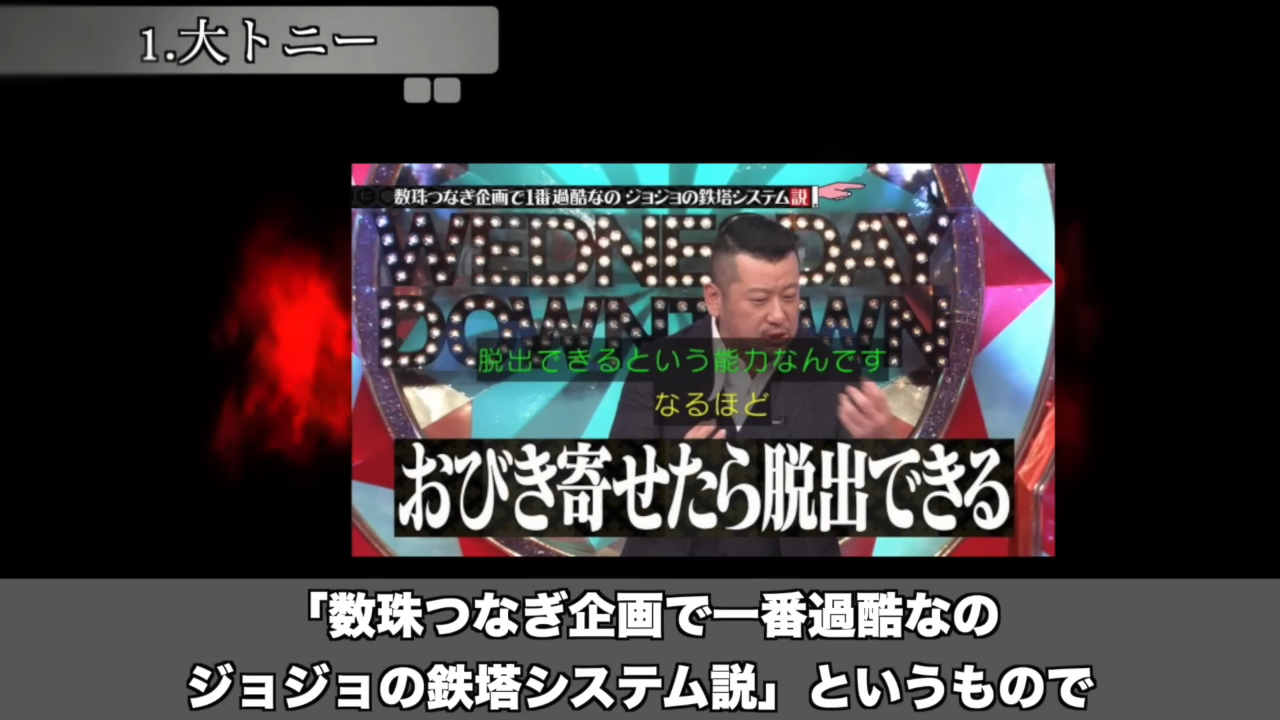 1.大トニー
数珠つなぎ企画で1番過酷なの ジョジョの鉄塔システム説
WEDNESDAY
DOWNTOWN
脱出できるという能力なんです
なるほど
おびき寄せたら脱出できる
「数珠つなぎ企画で一番過酷なの
ジョジョの鉄塔システム説」というもので